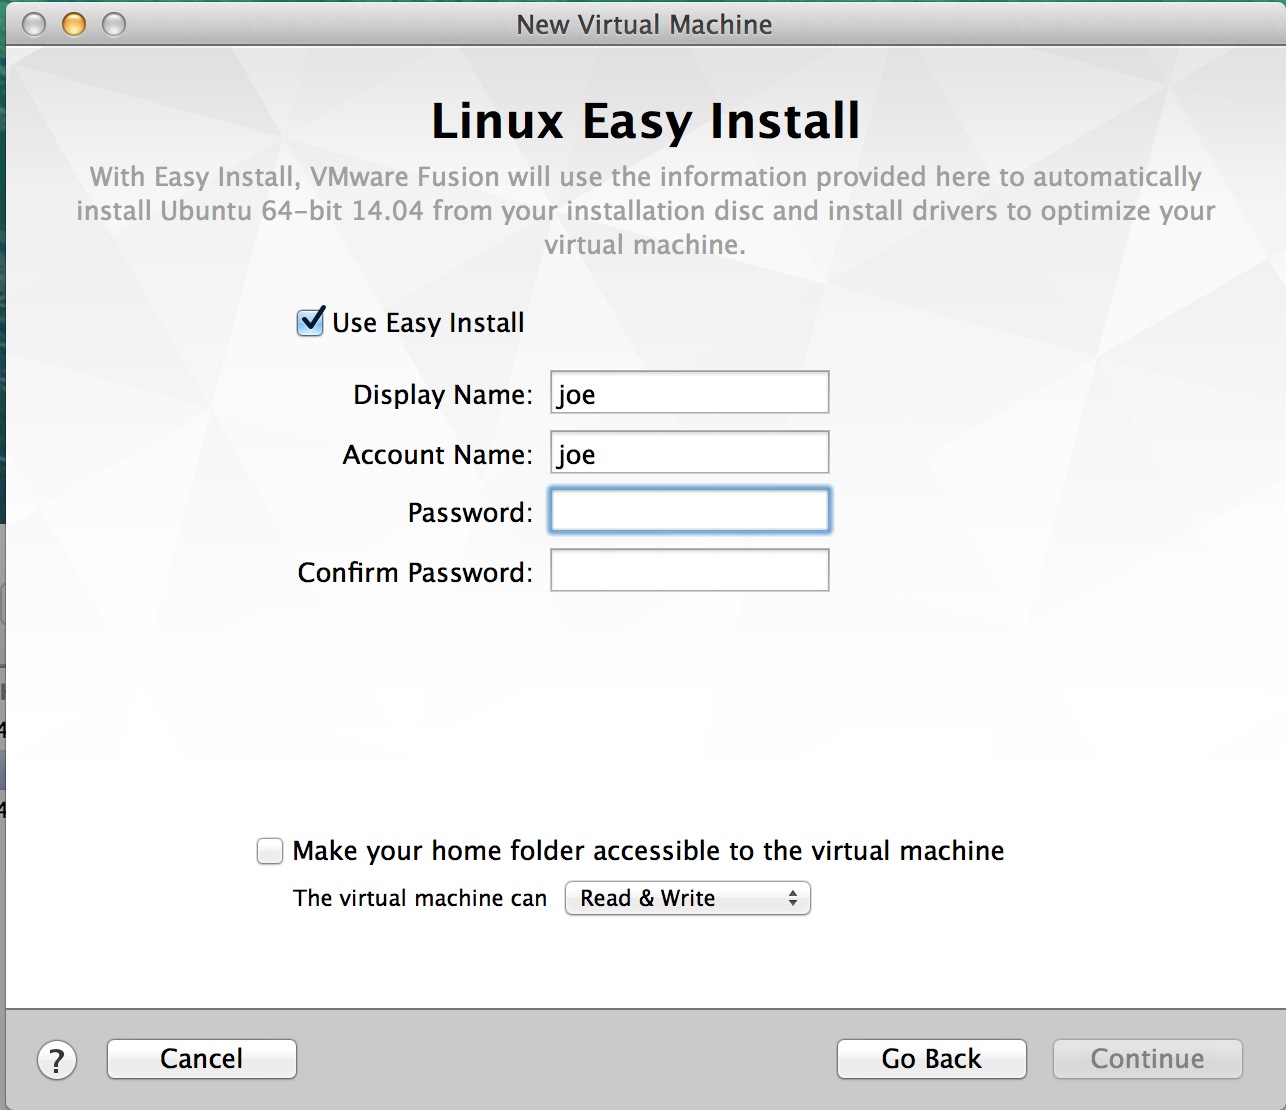 New Virtual Machine
Linux Easy Install
With Easy Install, VMware Fusion will use the information provided here to automatically
install Ubuntu 64-bit 14.04 from your installation disc and install drivers to optimize your
virtual machine.
Use Easy Install
Display Name: joe
Account Name: joe
Password:
Confirm Password:
Make your home folder accessible to the virtual machine
The virtual machine can Read & Write
? Cancel Go Back Continue